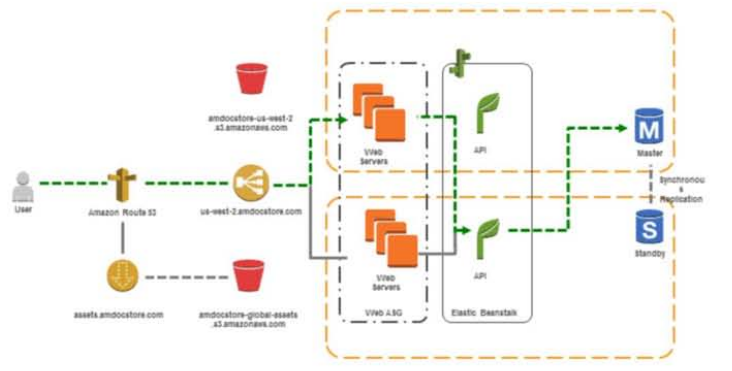 amdocstore-us-west-2
.s3.amazonaws.com
Web
Servers
API
M
Master
User
Amazon Route 53
us-west-2.amdocstore.com
Synchronou
s
Replication
S
Standby
Web
Servers
API
assets.amdocstore.com
amdocstore-global-assets
.s3.amazonaws.com
Web ASG
Elastic Beanstalk